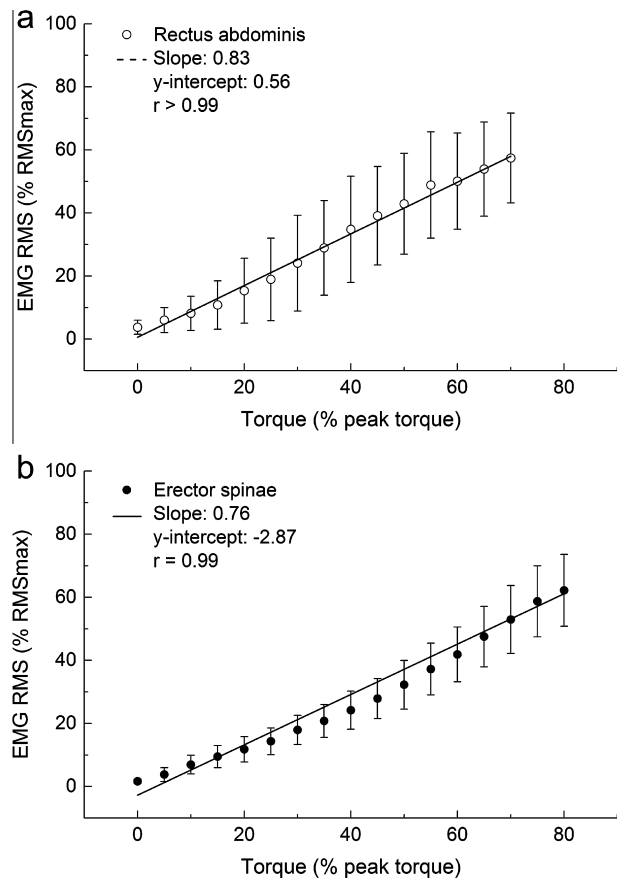 a
Rectus abdominis
Slope: 0.83
y-intercept: 0.56
r > 0.99
100
80
60
40
20
0
EMG RMS (% RMSmax)
0 20 40 60 80
Torque (% peak torque)
b
Erector spinae
Slope: 0.76
y-intercept: -2.87
r = 0.99
100
80
60
40
20
0
EMG RMS (% RMSmax)
0 20 40 60 80
Torque (% peak torque)